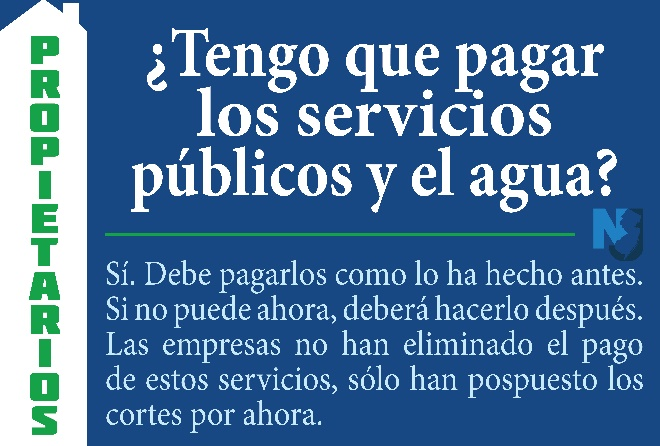 PROPIETARIOS
¿Tengo que pagar
los servicios
públicos y el agua?
NJ
Sí. Debe pagarlos como lo ha hecho antes.
Si no puede ahora, deberá hacerlo después.
Las empresas no han eliminado el pago
de estos servicios, sólo han pospuesto los
cortes por ahora.